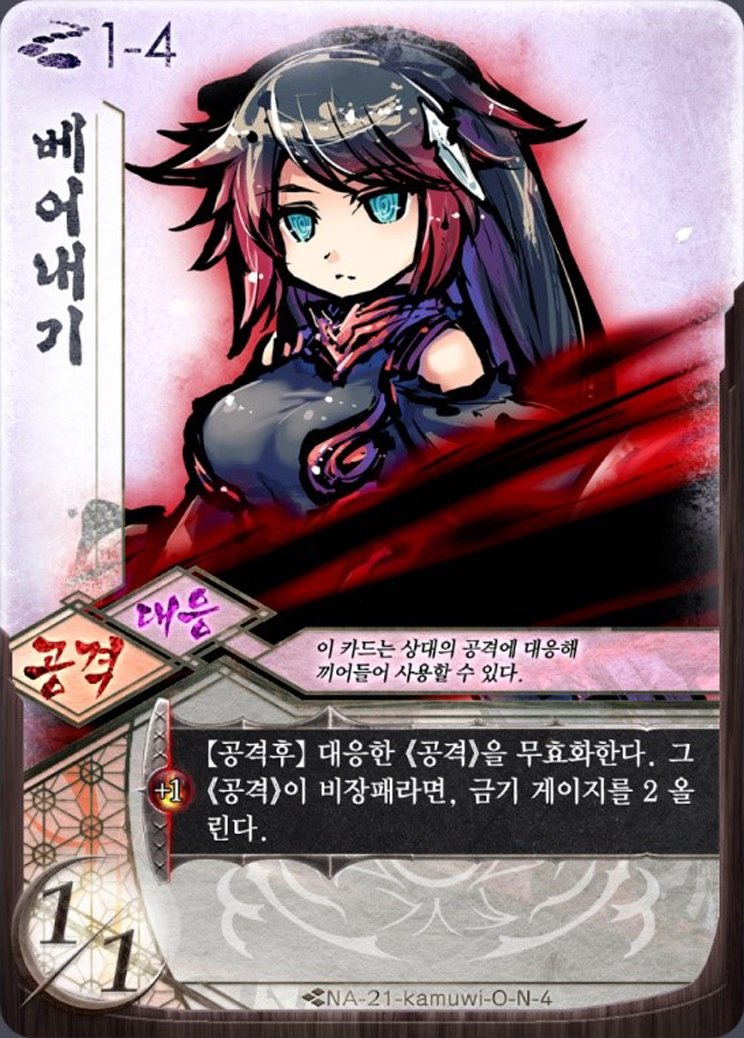 1-4
베어내기
대응
공격
이 카드는 상대의 공격에 대응해
끼어들어 사용할 수 있다.
【공격후】 대응한 《공격》을 무효화한다. 그
+1
《공격》이 비장패라면, 금기 게이지를 2 올
린다.
1/1
NA-21-kamuwi-O-N-4